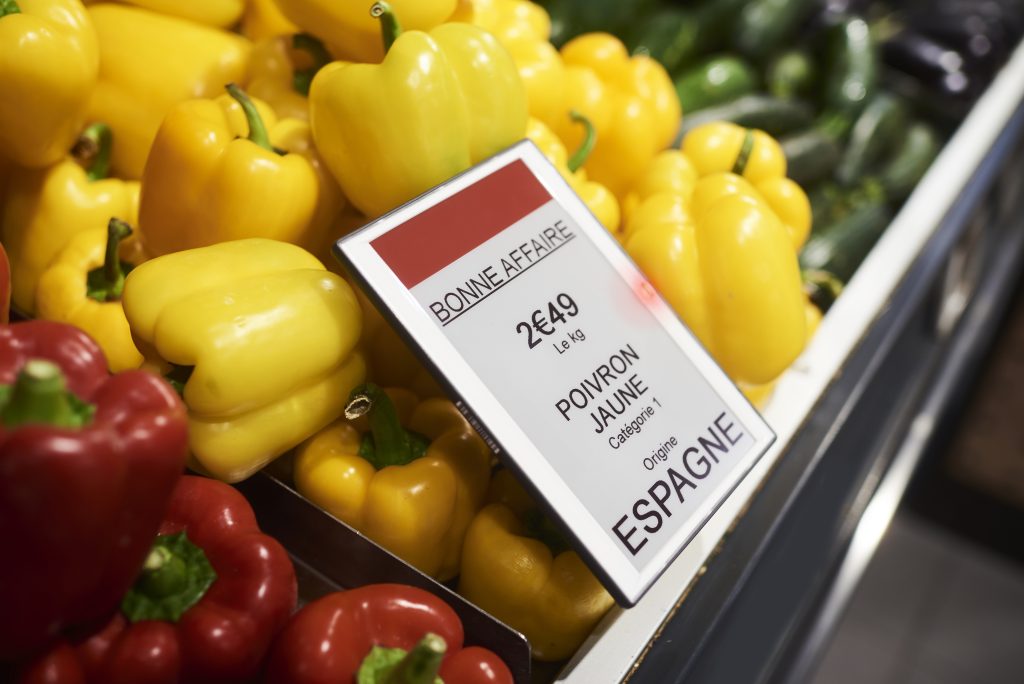 BONNE AFFAIRE
2€49
Le kg
POIVRON
JAUNE
Catégorie 1
Origine
ESPAGNE